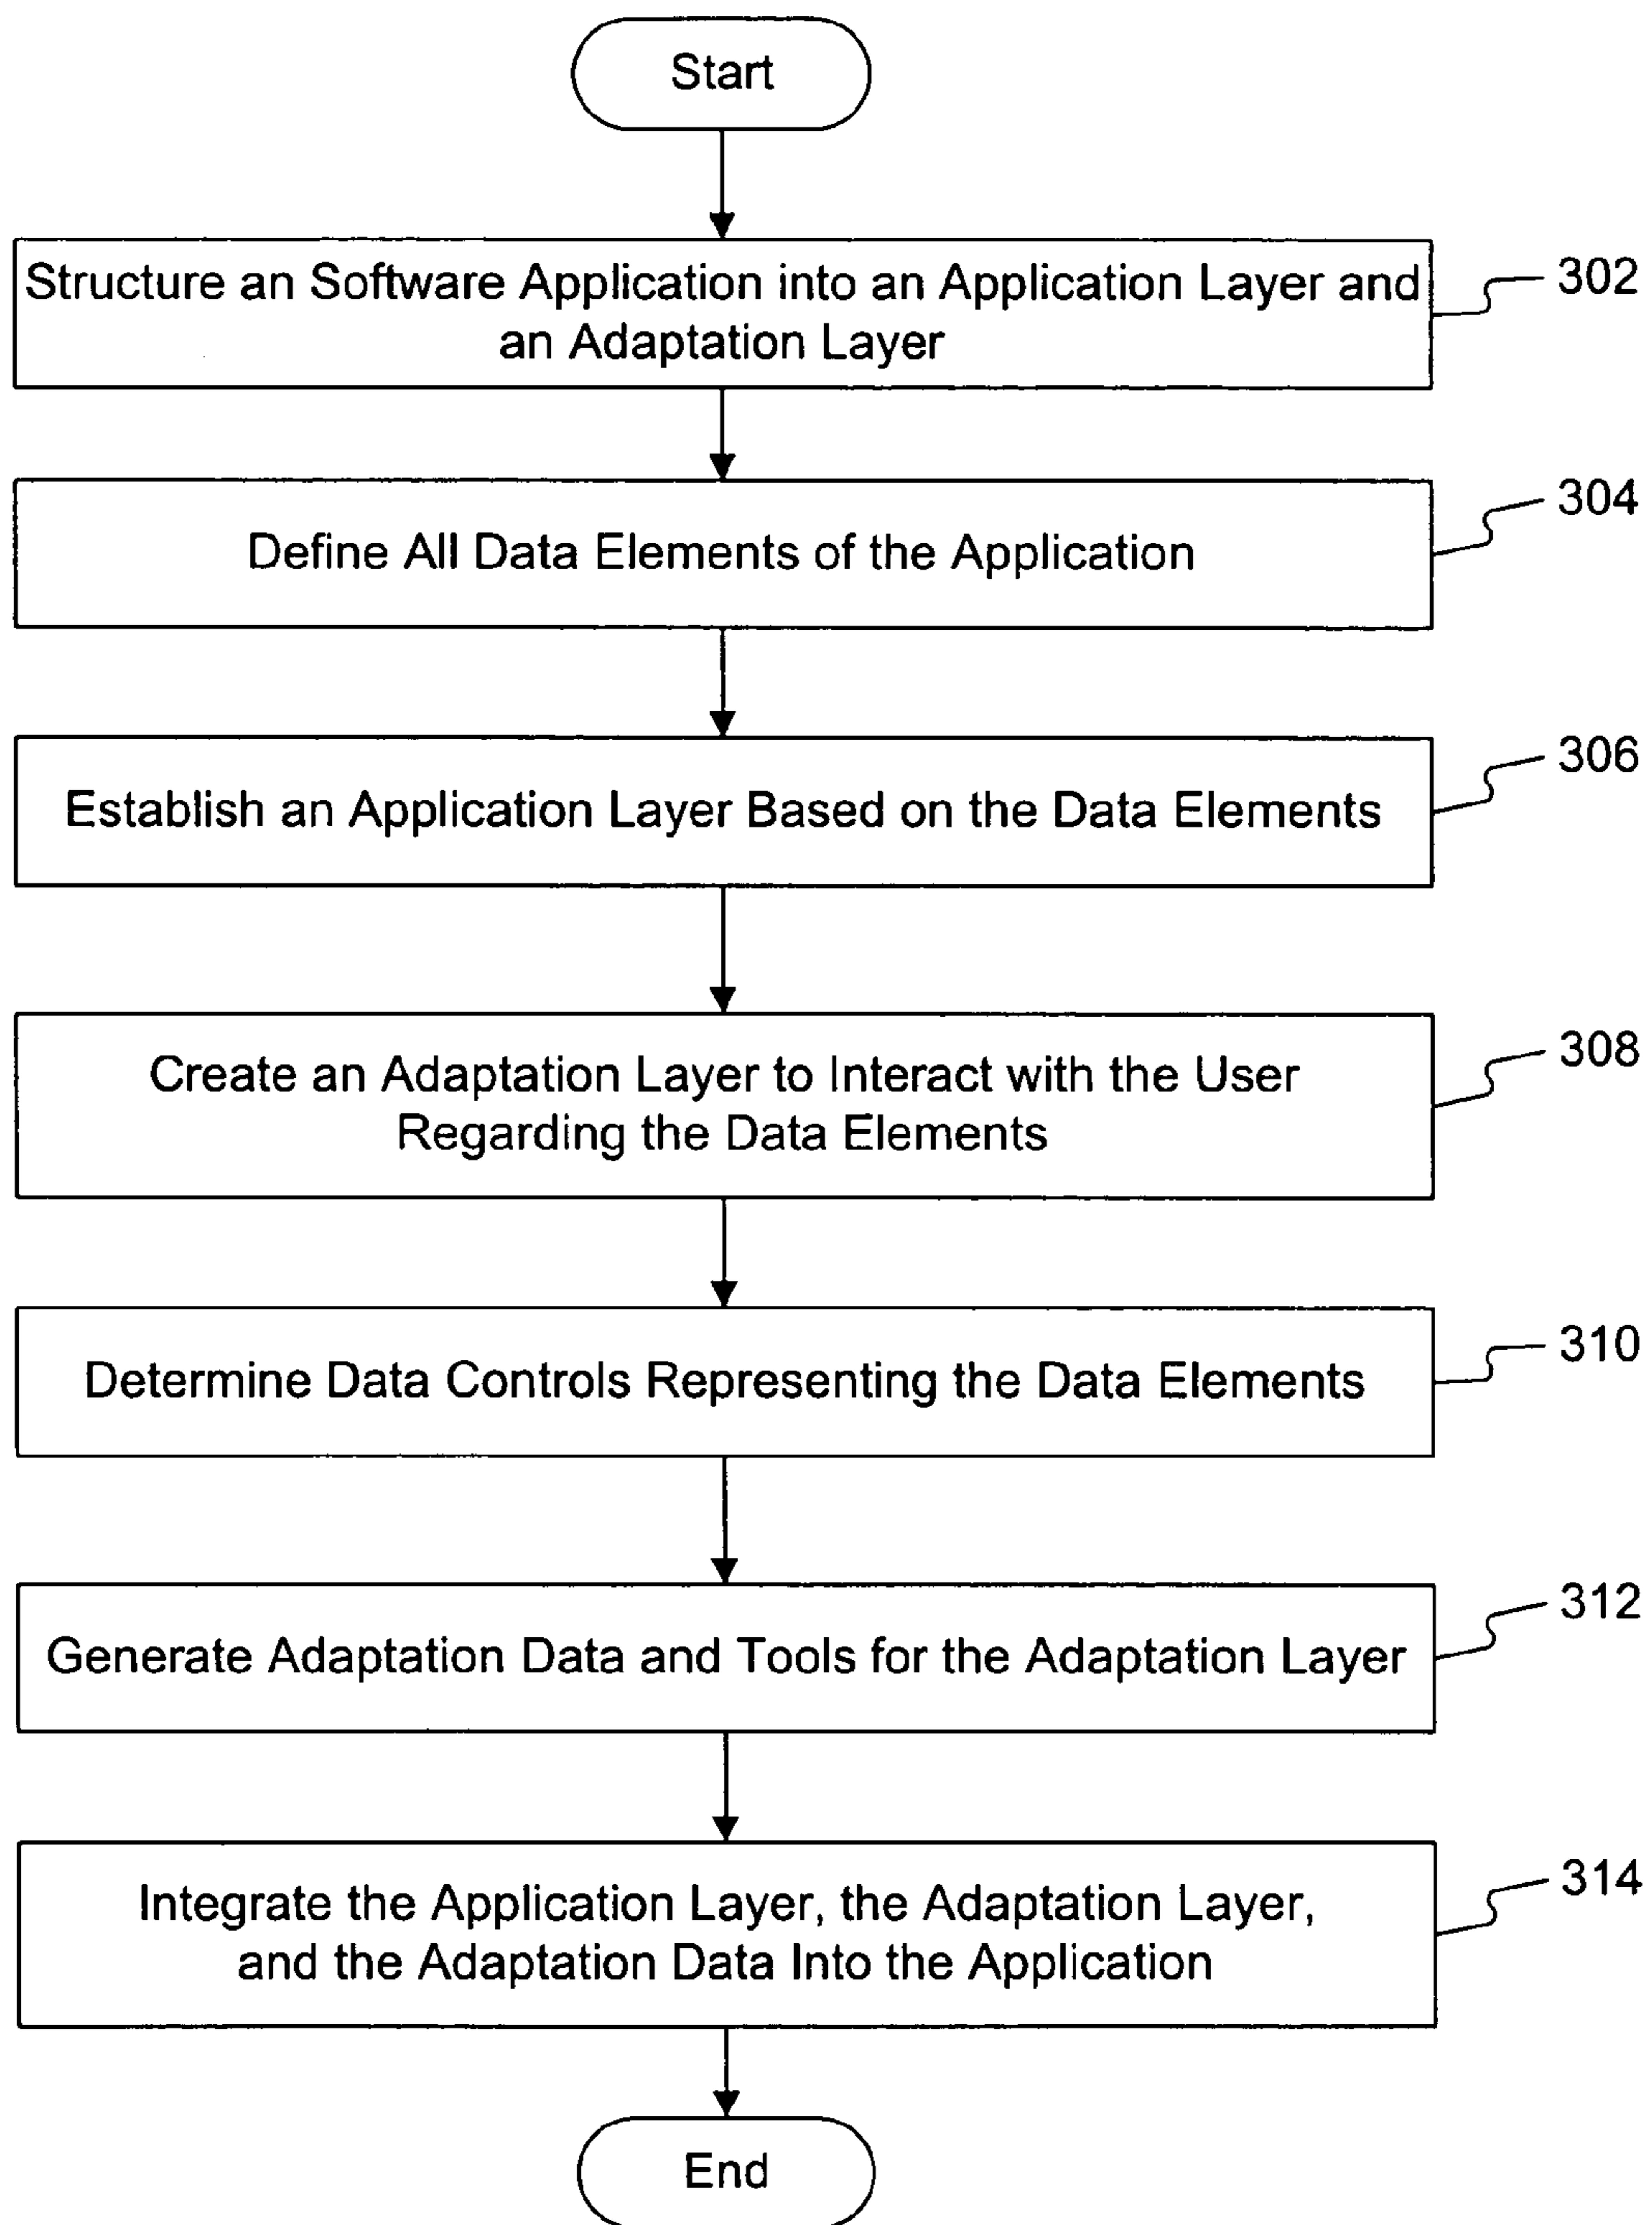 Start
Structure an Software Application into an Application Layer and
an Adaptation Layer
302
Define All Data Elements of the Application
304
Establish an Application Layer Based on the Data Elements
306
Create an Adaptation Layer to Interact with the User
Regarding the Data Elements
308
Determine Data Controls Representing the Data Elements
310
Generate Adaptation Data and Tools for the Adaptation Layer
312
Integrate the Application Layer, the Adaptation Layer,
and the Adaptation Data Into the Application
314
End